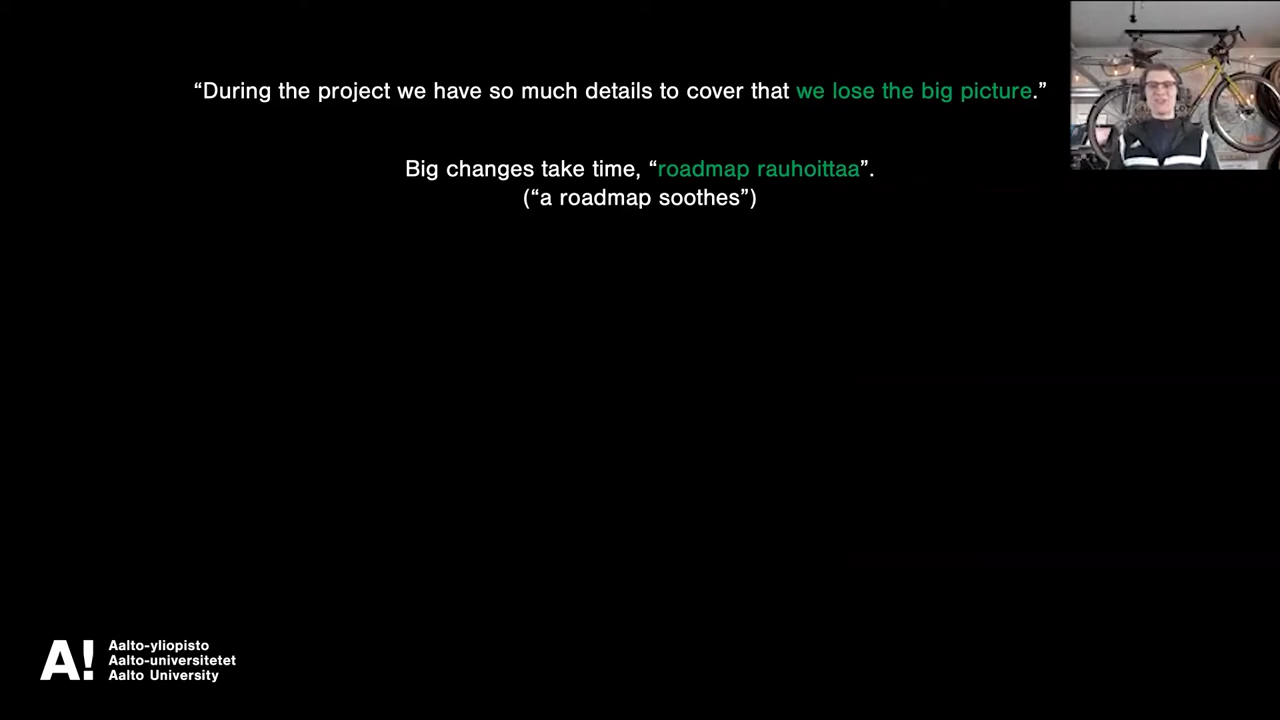 “During the project we have so much details to cover that we lose the big picture.”
Big changes take time, “roadmap rauhoittaa”.
(“a roadmap soothes”)
A!
Aalto-yliopisto
Aalto-universitetet
Aalto University